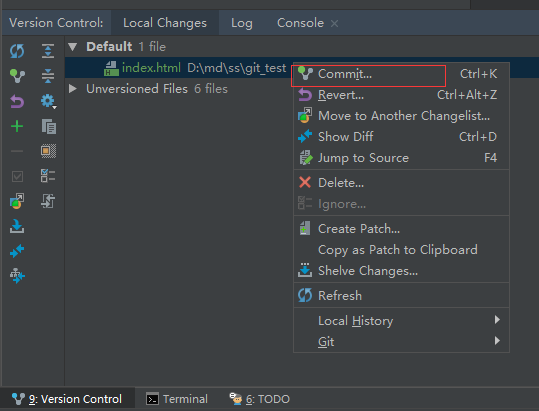 Version Control: Local Changes Log Console
Default 1 file
index.html D:\md\ss\git_test
Unversioned Files 6 files
Commit... Ctrl+K
Revert... Ctrl+Alt+Z
Move to Another Changelist...
Show Diff Ctrl+D
Jump to Source F4
Delete...
Ignore...
Create Patch...
Copy as Patch to Clipboard
Shelve Changes...
Refresh
Local History
Git
9: Version Control Terminal 6: TODO